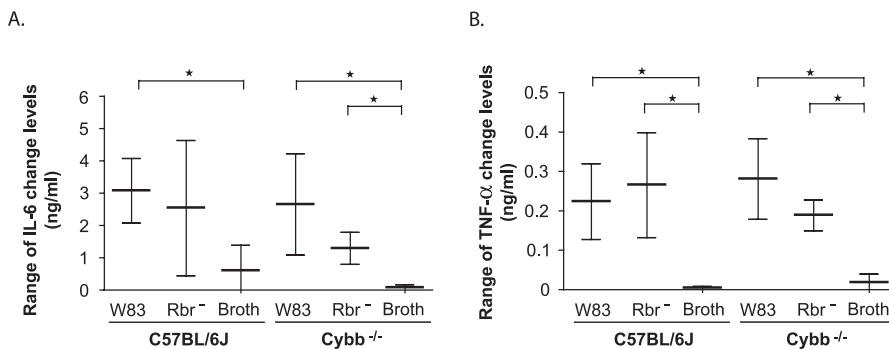 A.
Range of IL-6 change levels
(ng/ml)
6
5
4
3
2
1
0
★
★
★
W83 Rbr⁻ Broth W83 Rbr⁻ Broth
C57BL/6J Cybb⁻/⁻
B.
Range of TNF-α change levels
(ng/ml)
0.5
0.4
0.3
0.2
0.1
0
★
★
★
★
W83 Rbr⁻ Broth W83 Rbr⁻ Broth
C57BL/6J Cybb⁻/⁻